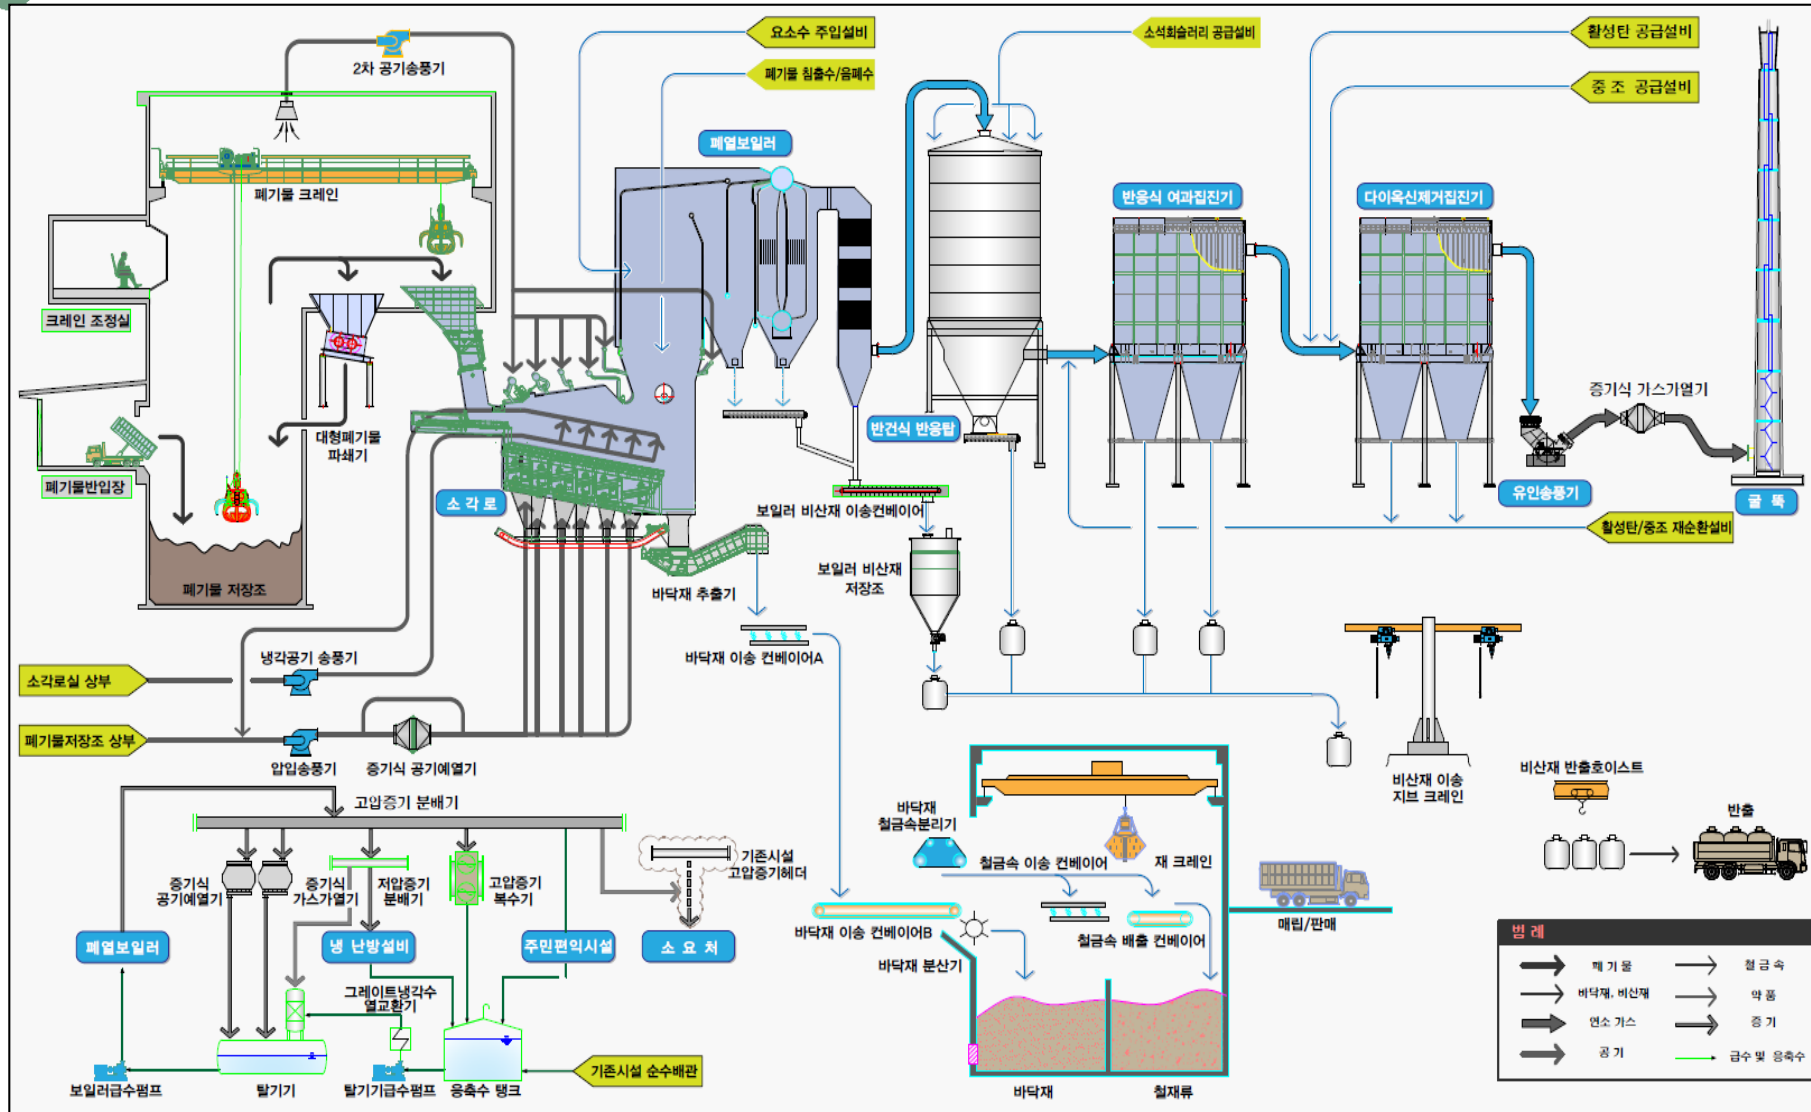 요소수 주입설비
소석회슬러리 공급설비
활성탄 공급설비
2차 공기송풍기
폐기물 침출수/음폐수
중 조 공급설비
폐열보일러
폐기물 크레인
반응식 여과집진기
다이옥신제거집진기
크레인 조정실
증기식 가스가열기
반건식 반응탑
대형폐기물
파쇄기
폐기물반입장
소 각 로
유인송풍기
굴 뚝
보일러 비산재 이송컨베이어
활성탄/중조 재순환설비
보일러 비산재
저장조
폐기물 저장조
바닥재 추출기
바닥재 이송 컨베이어A
냉각공기 송풍기
소각로실 상부
폐기물저장조 상부
압입송풍기
증기식 공기예열기
비산재 이송
지브 크레인
비산재 반출호이스트
반출
고압증기 분배기
바닥재
철금속분리기
철금속 이송 컨베이어
재 크레인
기존시설
고압증기헤더
증기식
공기예열기
증기식
가스가열기
저압증기
분배기
고압증기
복수기
바닥재 이송 컨베이어B
철금속 배출 컨베이어
매립/판매
폐열보일러
냉 난방설비
주민편익시설
소 요 처
바닥재 분산기
그레이트냉각수
열교환기
기존시설 순수배관
보일러급수펌프
탈기기
탈기기급수펌프
응축수 탱크
바닥재
철재류
범 례
폐 기 물
철 금 속
바닥재, 비산재
약 품
연소 가스
증 기
공 기
급수 및 응축수